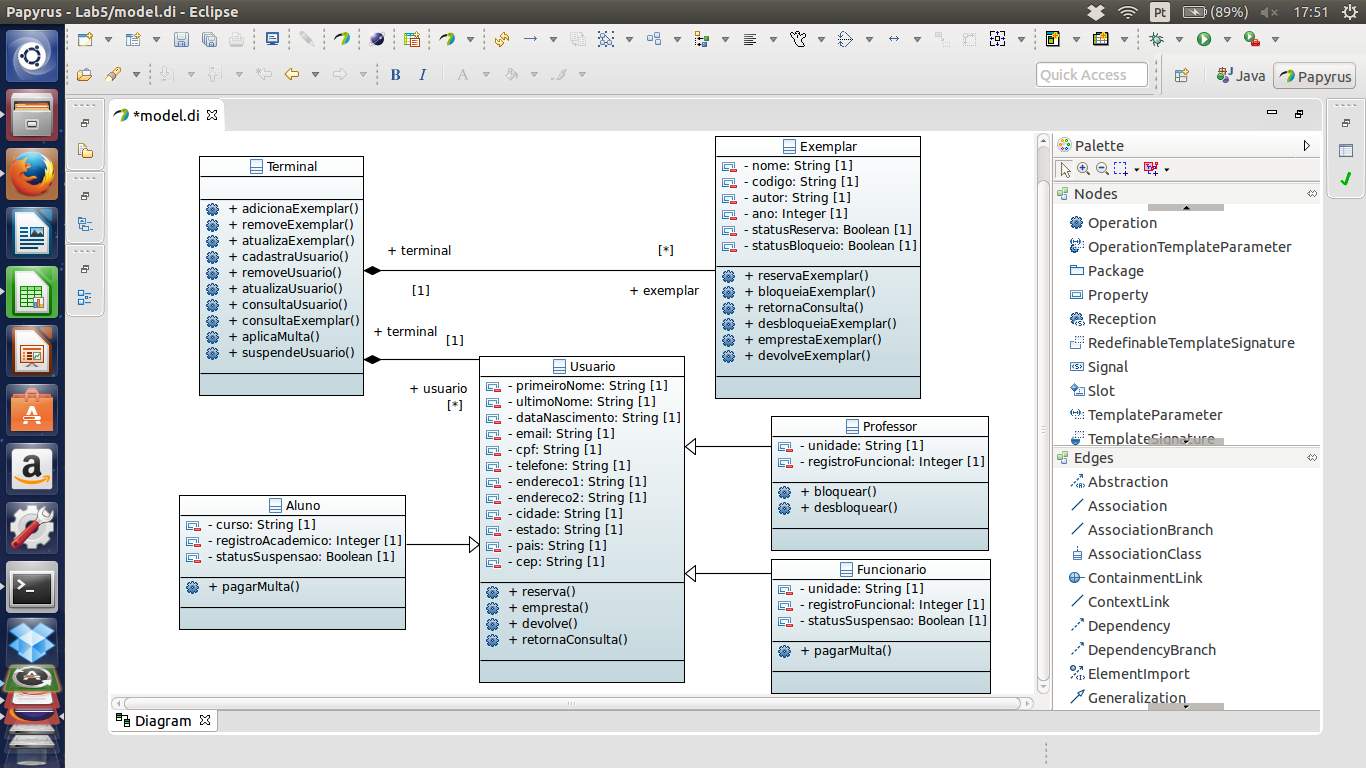 Papyrus - Lab5/model.di - Eclipse
Pt
(89%)
17:51
B I A
Quick Access
Java
Papyrus
*model.di
Terminal
+ adicionaExemplar()
+ removeExemplar()
+ atualizaExemplar()
+ cadastraUsuario()
+ removeUsuario()
+ atualizaUsuario()
+ consultaUsuario()
+ consultaExemplar()
+ aplicaMulta()
+ suspendeUsuario()
+ terminal
[*]
[1]
+ exemplar
+ terminal
[1]
+ usuario
[*]
Exemplar
- nome: String [1]
- codigo: String [1]
- autor: String [1]
- ano: Integer [1]
- statusReserva: Boolean [1]
- statusBloqueio: Boolean [1]
+ reservaExemplar()
+ bloqueiaExemplar()
+ retornaConsulta()
+ desbloqueiaExemplar()
+ emprestaExemplar()
+ devolveExemplar()
Usuario
- primeiroNome: String [1]
- ultimoNome: String [1]
- dataNascimento: String [1]
- email: String [1]
- cpf: String [1]
- telefone: String [1]
- endereco1: String [1]
- endereco2: String [1]
- cidade: String [1]
- estado: String [1]
- pais: String [1]
- cep: String [1]
+ reserva()
+ empresta()
+ devolve()
+ retornaConsulta()
Professor
- unidade: String [1]
- registroFuncional: Integer [1]
+ bloquear()
+ desbloquear()
Aluno
- curso: String [1]
- registroAcademico: Integer [1]
- statusSuspensao: Boolean [1]
+ pagarMulta()
Funcionario
- unidade: String [1]
- registroFuncional: Integer [1]
- statusSuspensao: Boolean [1]
+ pagarMulta()
Palette
Nodes
Operation
OperationTemplateParameter
Package
Property
Reception
RedefinableTemplateSignature
Signal
Slot
TemplateParameter
TemplateSignature
Edges
Abstraction
Association
AssociationBranch
AssociationClass
ContainmentLink
ContextLink
Dependency
DependencyBranch
ElementImport
Generalization
Diagram